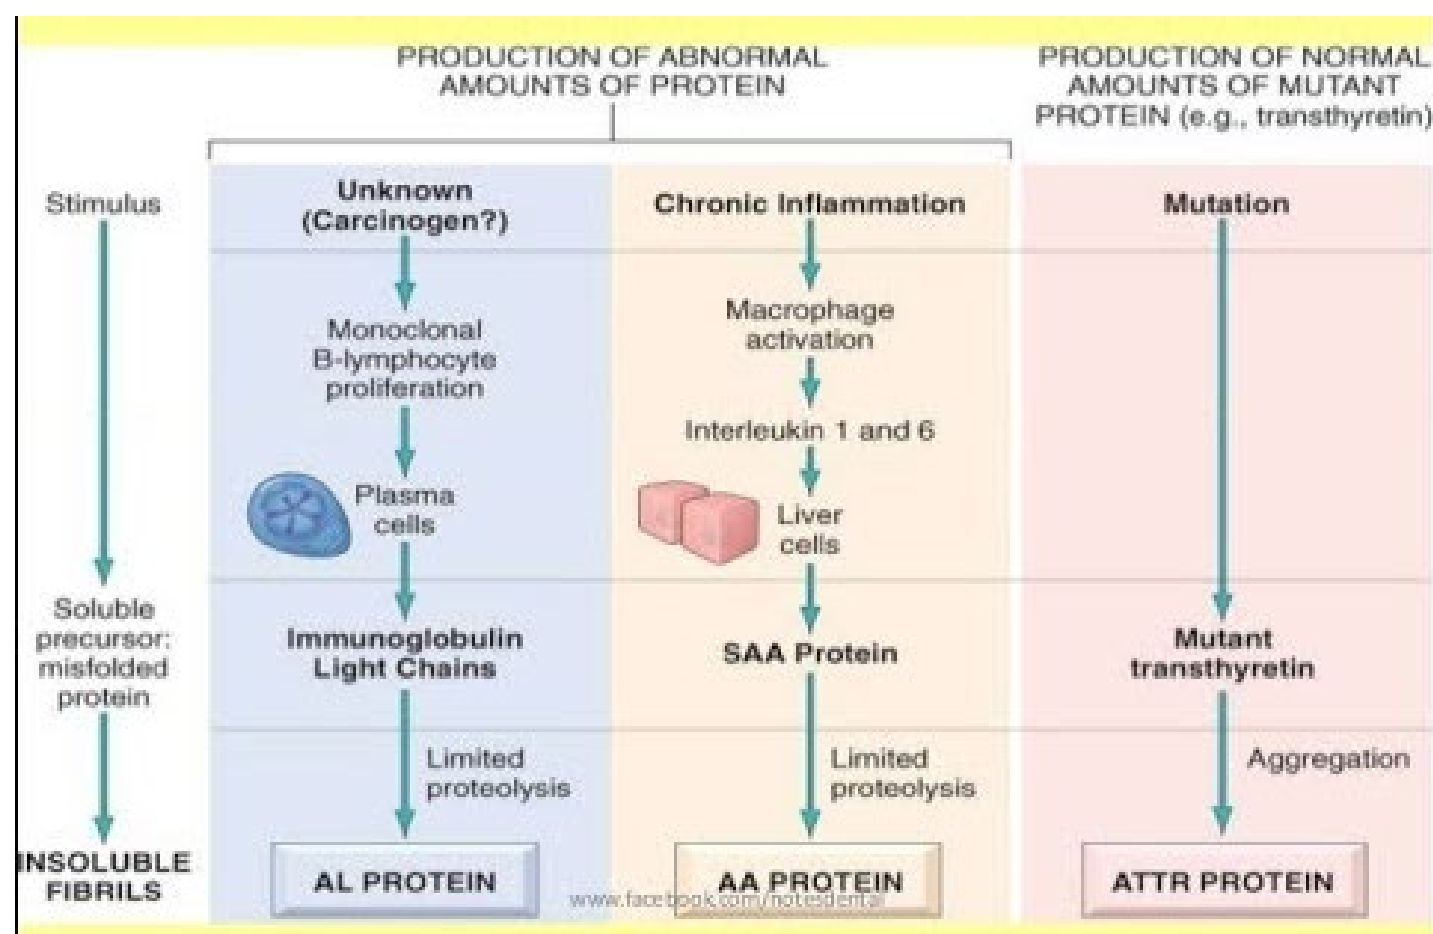 PRODUCTION OF ABNORMAL
AMOUNTS OF PROTEIN
PRODUCTION OF NORMAL
AMOUNTS OF MUTANT
PROTEIN (e.g., transthyretin)
Stimulus
Soluble
precursor:
misfolded
protein
INSOLUBLE
FIBRILS
Unknown
(Carcinogen?)
Monoclonal
B-lymphocyte
proliferation
Plasma
cells
Immunoglobulin
Light Chains
Limited
proteolysis
AL PROTEIN
Chronic Inflammation
Macrophage
activation
Interleukin 1 and 6
Liver
cells
SAA Protein
Limited
proteolysis
AA PROTEIN
Mutation
Mutant
transthyretin
Aggregation
ATTR PROTEIN
www.facebook.com/notesdental